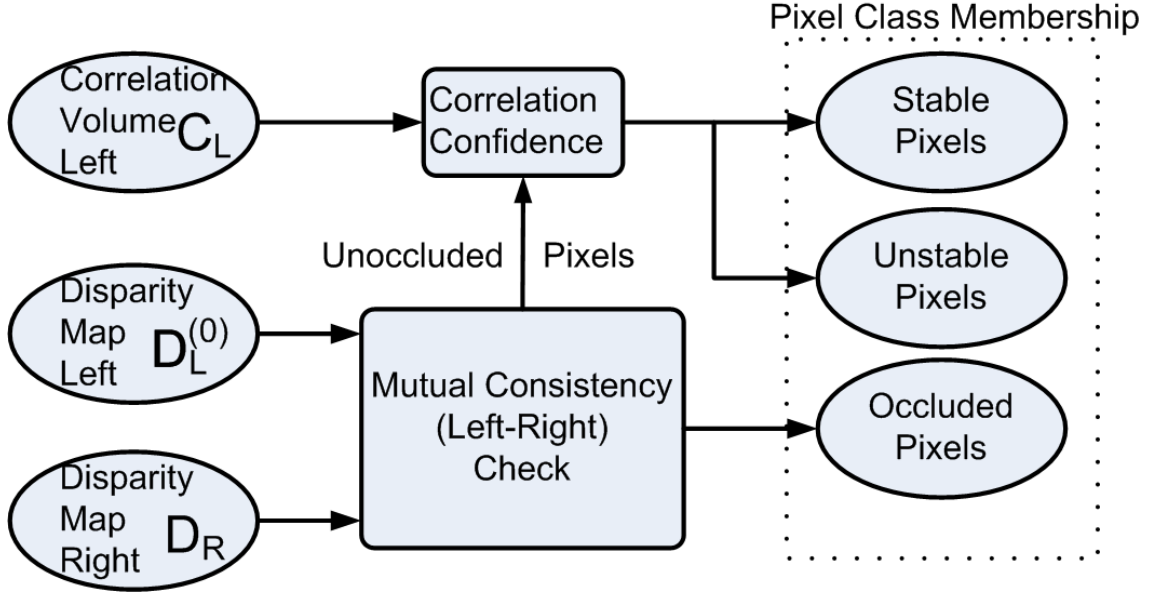 Pixel Class Membership
Correlation
Volume C_L
Left
Correlation
Confidence
Stable
Pixels
Unoccluded Pixels
Unstable
Pixels
Disparity
Map D_L^(0)
Left
Mutual Consistency
(Left-Right)
Check
Occluded
Pixels
Disparity
Map D_R
Right